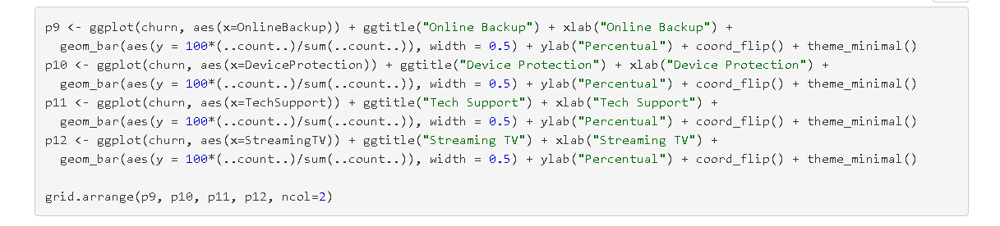 p9 <- ggplot(churn, aes(x=OnlineBackup)) + ggtitle("Online Backup") + xlab("Online Backup") +
  geom_bar(aes(y = 100*(..count..)/sum(..count..)), width = 0.5) + ylab("Percentual") + coord_flip() + theme_minimal()
p10 <- ggplot(churn, aes(x=DeviceProtection)) + ggtitle("Device Protection") + xlab("Device Protection") +
  geom_bar(aes(y = 100*(..count..)/sum(..count..)), width = 0.5) + ylab("Percentual") + coord_flip() + theme_minimal()
p11 <- ggplot(churn, aes(x=TechSupport)) + ggtitle("Tech Support") + xlab("Tech Support") +
  geom_bar(aes(y = 100*(..count..)/sum(..count..)), width = 0.5) + ylab("Percentual") + coord_flip() + theme_minimal()
p12 <- ggplot(churn, aes(x=StreamingTV)) + ggtitle("Streaming TV") + xlab("Streaming TV") +
  geom_bar(aes(y = 100*(..count..)/sum(..count..)), width = 0.5) + ylab("Percentual") + coord_flip() + theme_minimal()
grid.arrange(p9, p10, p11, p12, ncol=2)